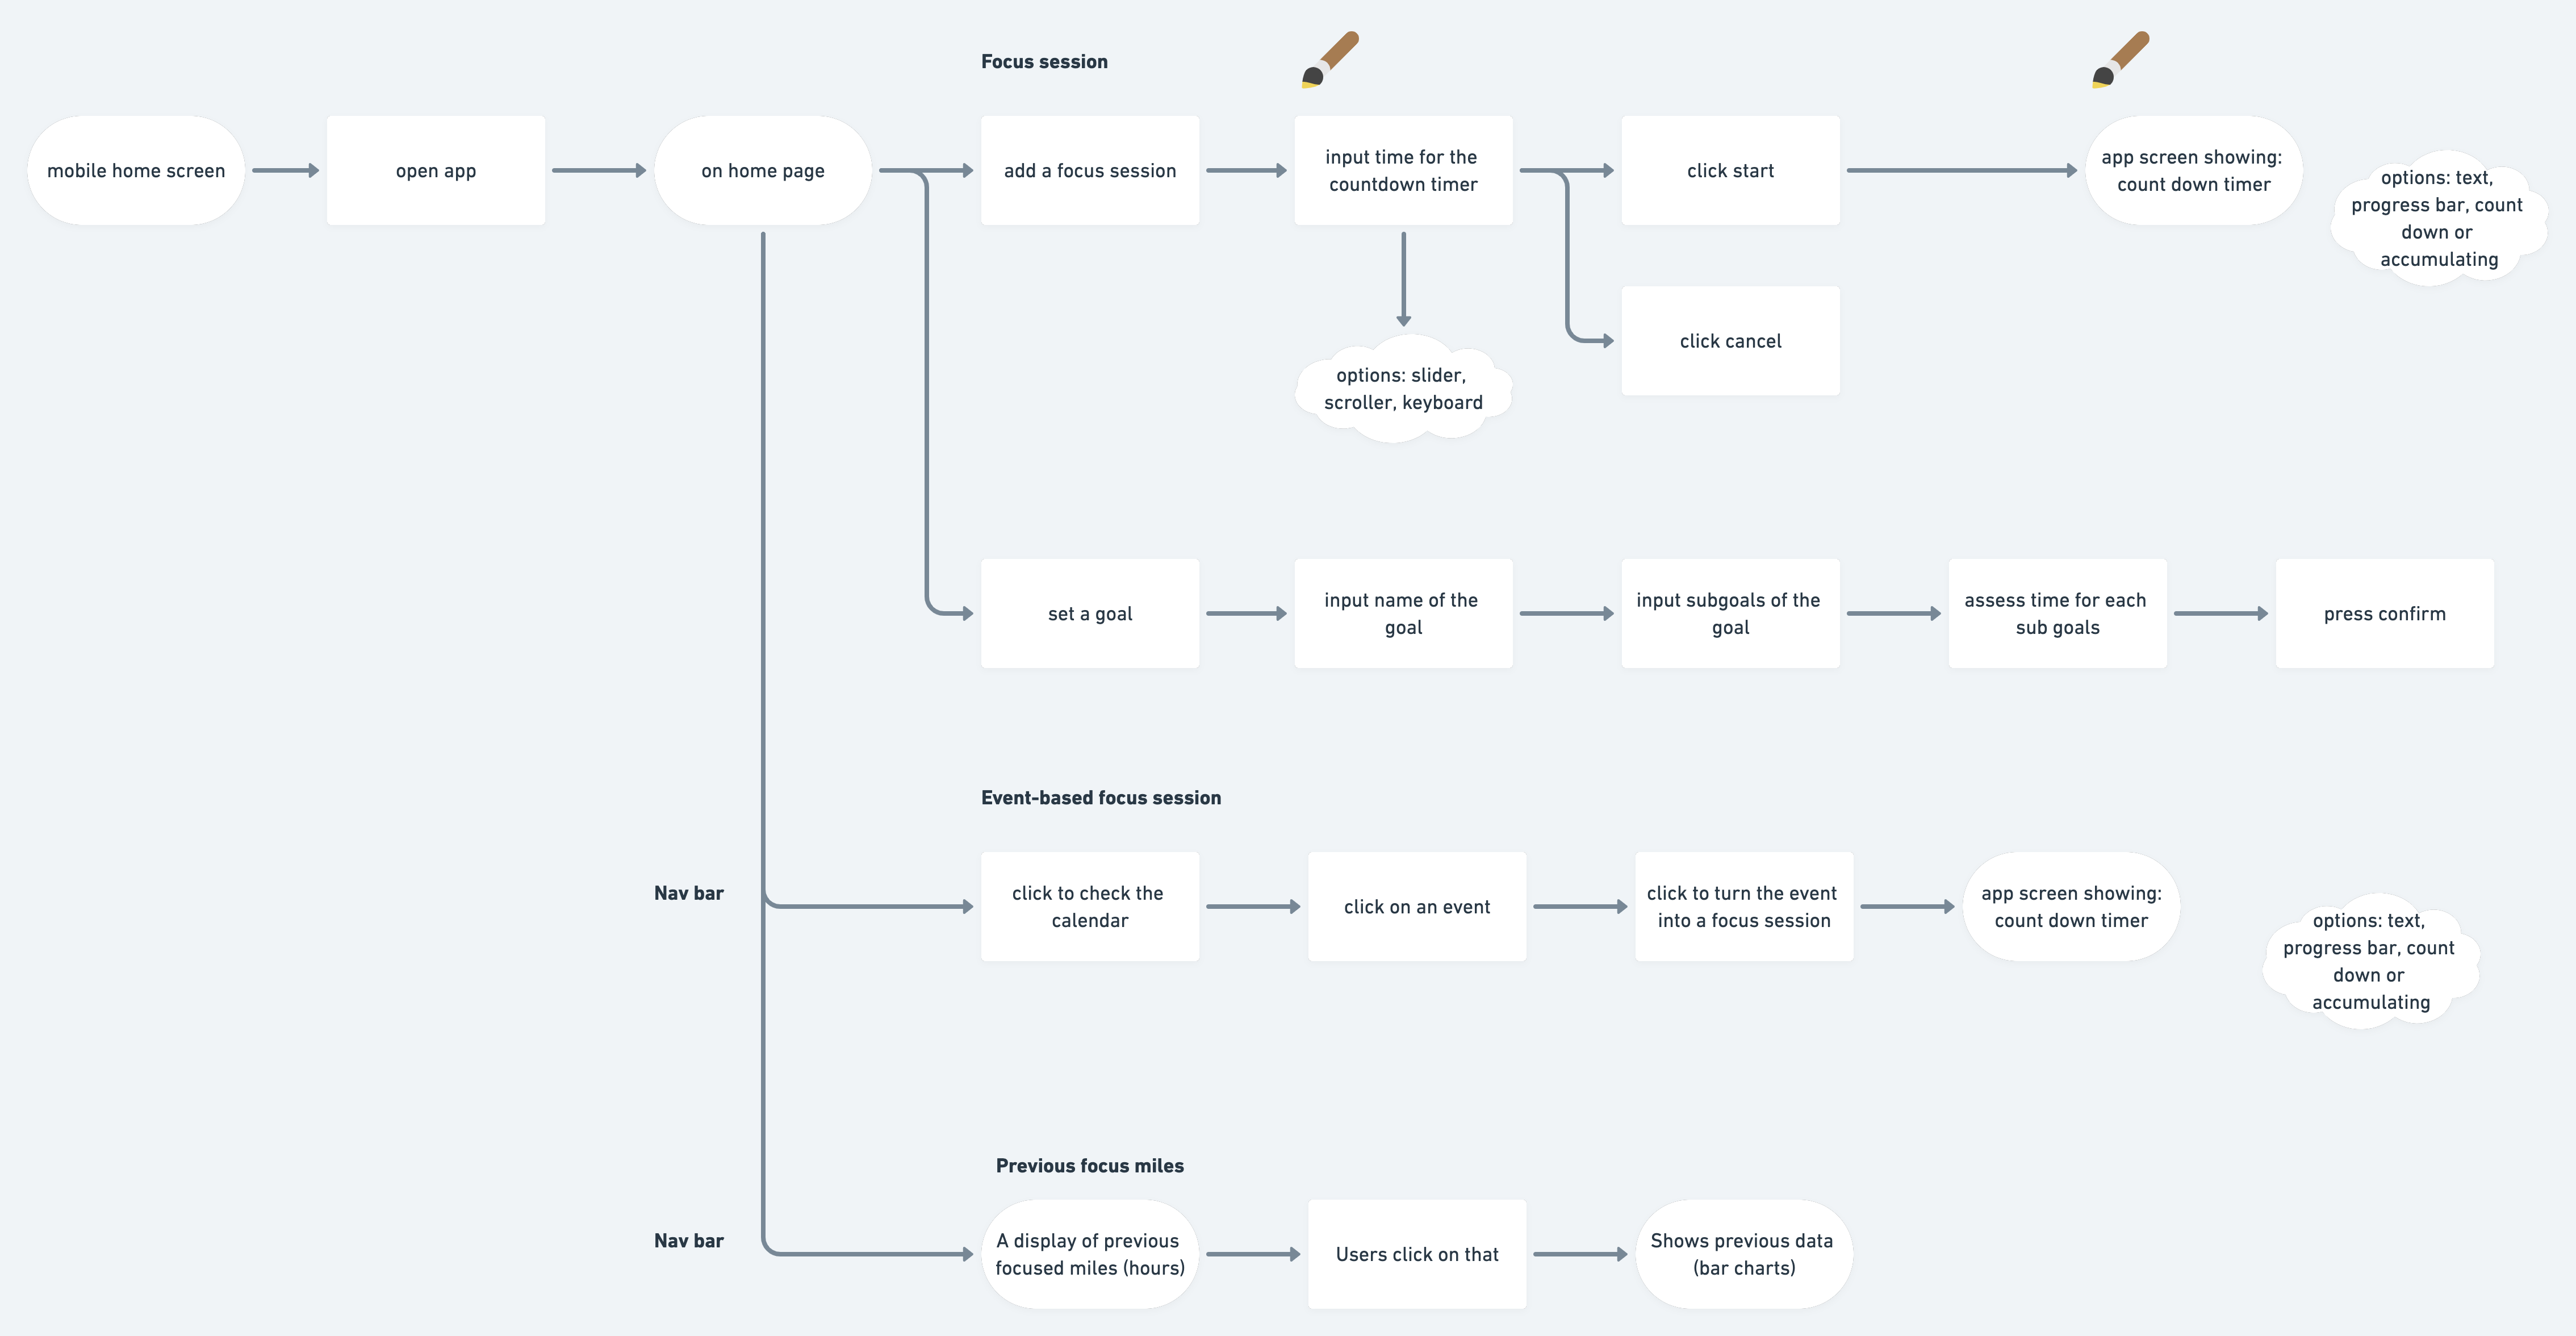 Focus session
mobile home screen
open app
on home page
add a focus session
input time for the
countdown timer
click start
app screen showing:
count down timer
options: text,
progress bar, count
down or
accumulating
click cancel
options: slider,
scroller, keyboard
set a goal
input name of the
goal
input subgoals of the
goal
assess time for each
sub goals
press confirm
Event-based focus session
Nav bar
click to check the
calendar
click on an event
click to turn the event
into a focus session
app screen showing:
count down timer
options: text,
progress bar, count
down or
accumulating
Previous focus miles
Nav bar
A display of previous
focused miles (hours)
Users click on that
Shows previous data
(bar charts)